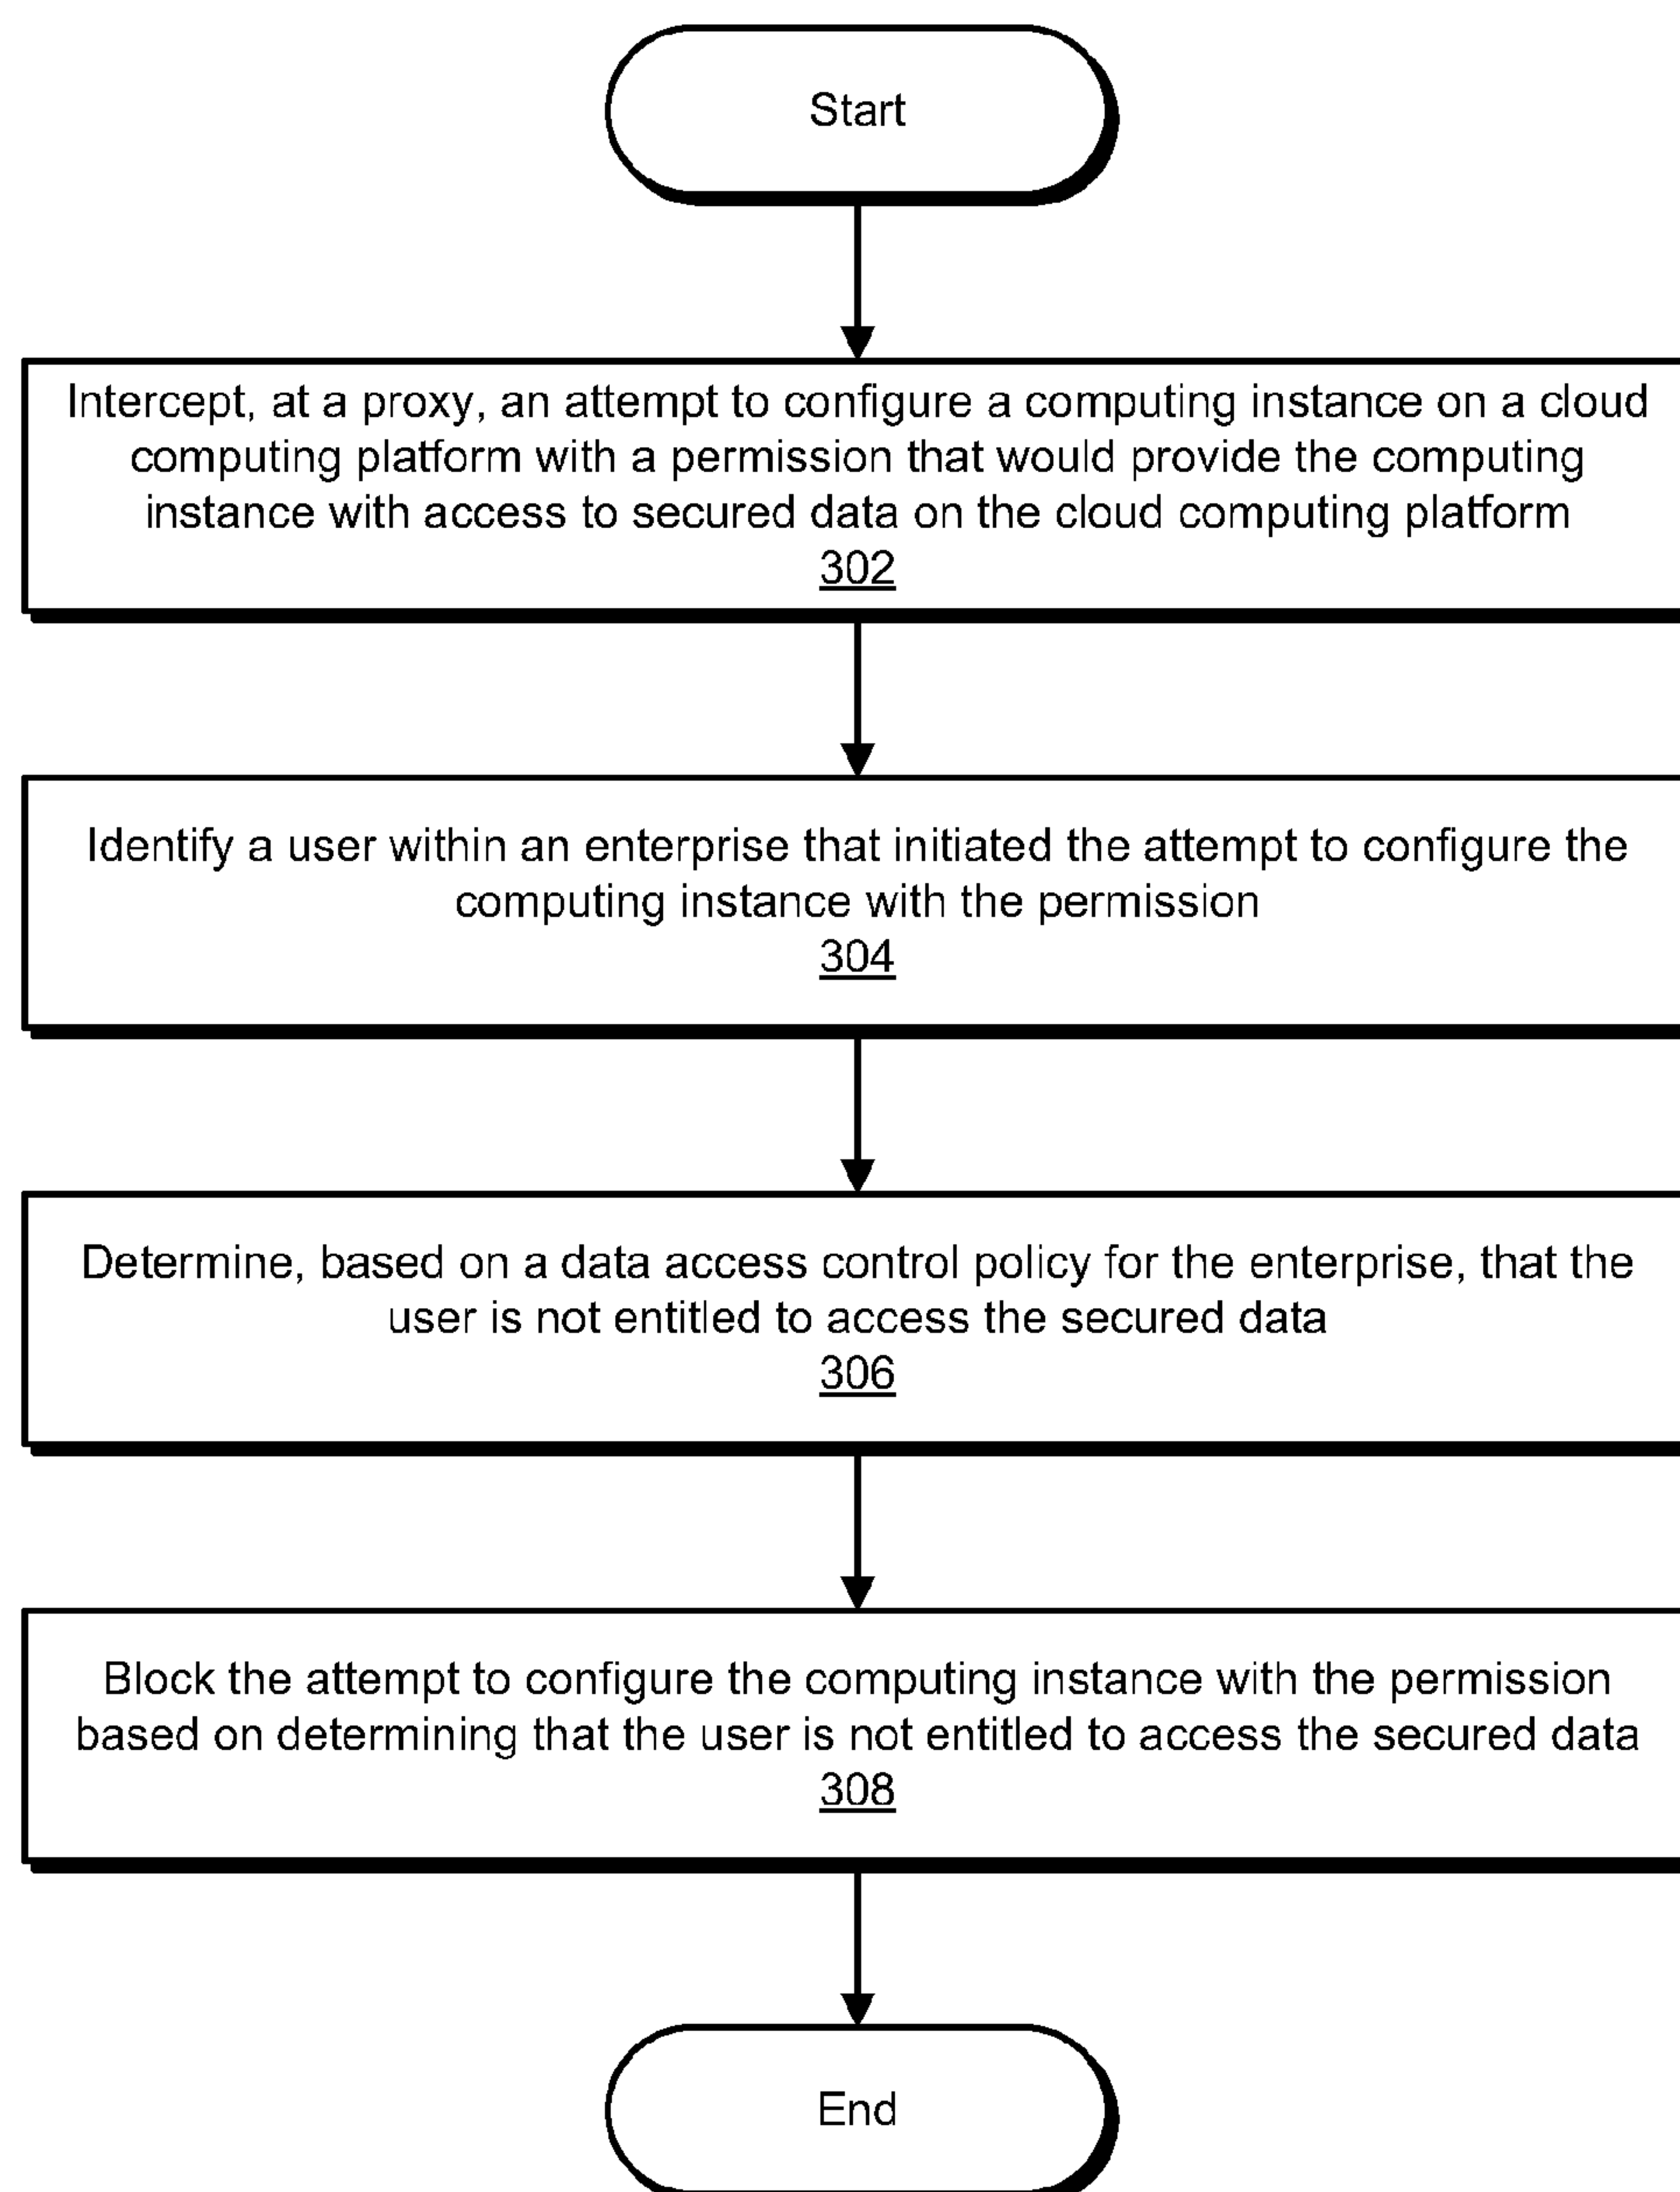 Start
Intercept, at a proxy, an attempt to configure a computing instance on a cloud
computing platform with a permission that would provide the computing
instance with access to secured data on the cloud computing platform
302
Identify a user within an enterprise that initiated the attempt to configure the
computing instance with the permission
304
Determine, based on a data access control policy for the enterprise, that the
user is not entitled to access the secured data
306
Block the attempt to configure the computing instance with the permission
based on determining that the user is not entitled to access the secured data
308
End